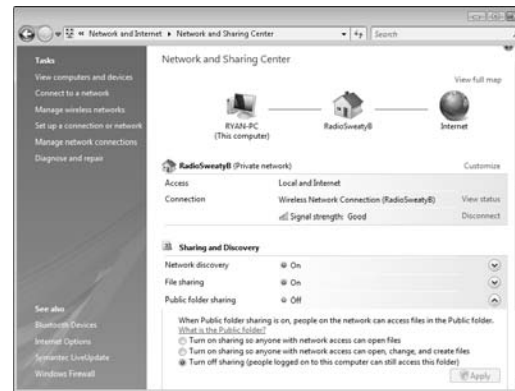 Network and Internet ▸ Network and Sharing Center
Search
Tasks
View computers and devices
Connect to a network
Manage wireless networks
Set up a connection or network
Manage network connections
Diagnose and repair
See also
Bluetooth Devices
Internet Options
Symantec LiveUpdate
Windows Firewall
Network and Sharing Center
View full map
RYAN-PC
(This computer)
RadioSweatyB
Internet
RadioSweatyB (Private network)
Customize
Access Local and Internet
Connection Wireless Network Connection (RadioSweatyB) View status
Signal strength: Good Disconnect
Sharing and Discovery
Network discovery On
File sharing On
Public folder sharing Off
When Public folder sharing is on, people on the network can access files in the Public folder.
What is the Public folder?
Turn on sharing so anyone with network access can open files
Turn on sharing so anyone with network access can open, change, and create files
Turn off sharing (people logged on to this computer can still access this folder)
Apply